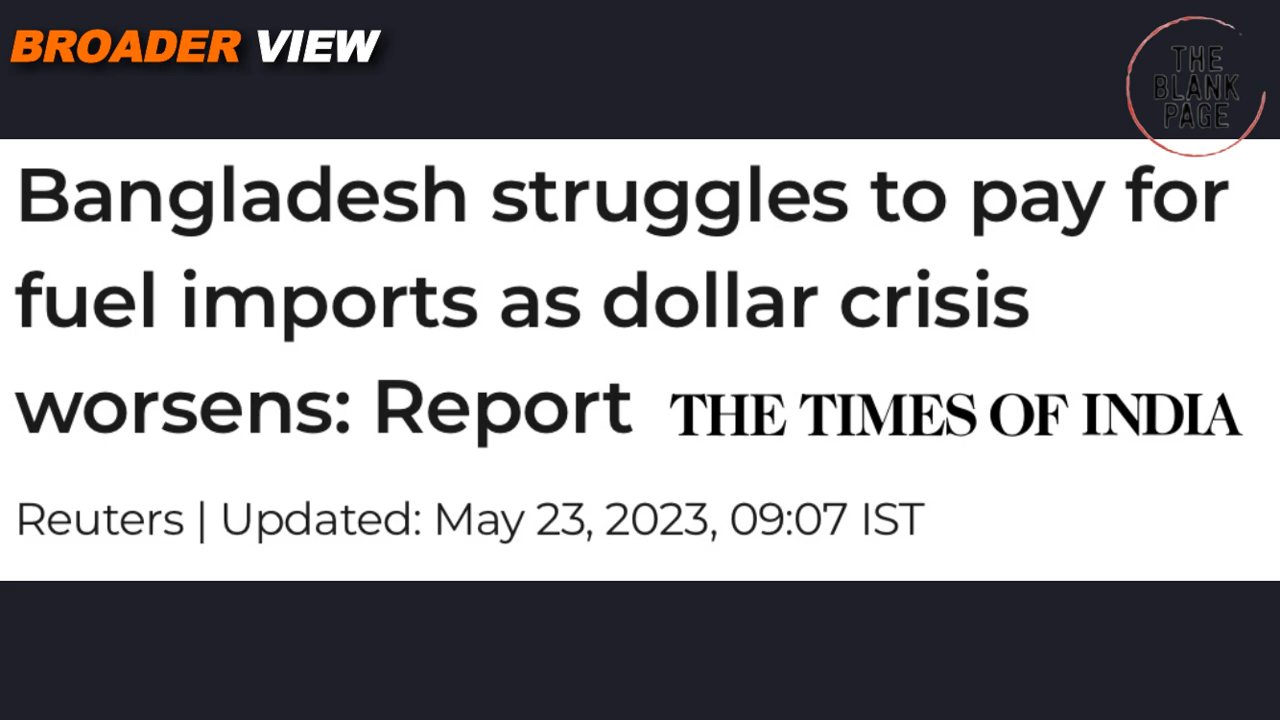 BROADER VIEW
THE
BLANK
PAGE
Bangladesh struggles to pay for
fuel imports as dollar crisis
worsens: Report THE TIMES OF INDIA
Reuters | Updated: May 23, 2023, 09:07 IST